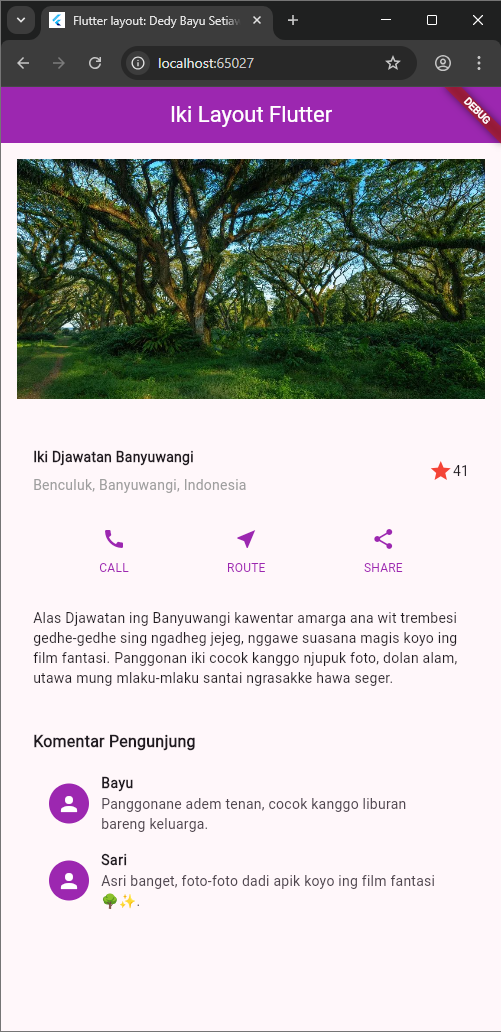 Flutter layout: Dedy Bayu Setiav
localhost:65027
Iki Layout Flutter
DEBUG
Iki Djawatan Banyuwangi
Benculuk, Banyuwangi, Indonesia
41
CALL
ROUTE
SHARE
Alas Djawatan ing Banyuwangi kawentar amarga ana wit trembesi
gedhe-gedhe sing ngadheg jejeg, nggawe suasana magis koyo ing
film fantasi. Panggonan iki cocok kanggo njupuk foto, dolan alam,
utawa mung mlaku-mlaku santai ngrasakke hawa seger.
Komentar Pengunjung
Bayu
Panggonane adem tenan, cocok kanggo liburan
bareng keluarga.
Sari
Asri banget, foto-foto dadi apik koyo ing film fantasi
🌳✨.